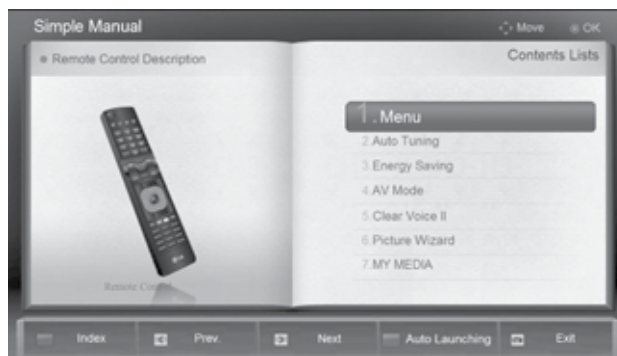 Simple Manual
Move OK
Remote Control Description
Contents Lists
1. Menu
2. Auto Tuning
3. Energy Saving
4. AV Mode
5. Clear Voice II
6. Picture Wizard
7. MY MEDIA
Remote Control
LG
Index Prev. Next Auto Launching Exit